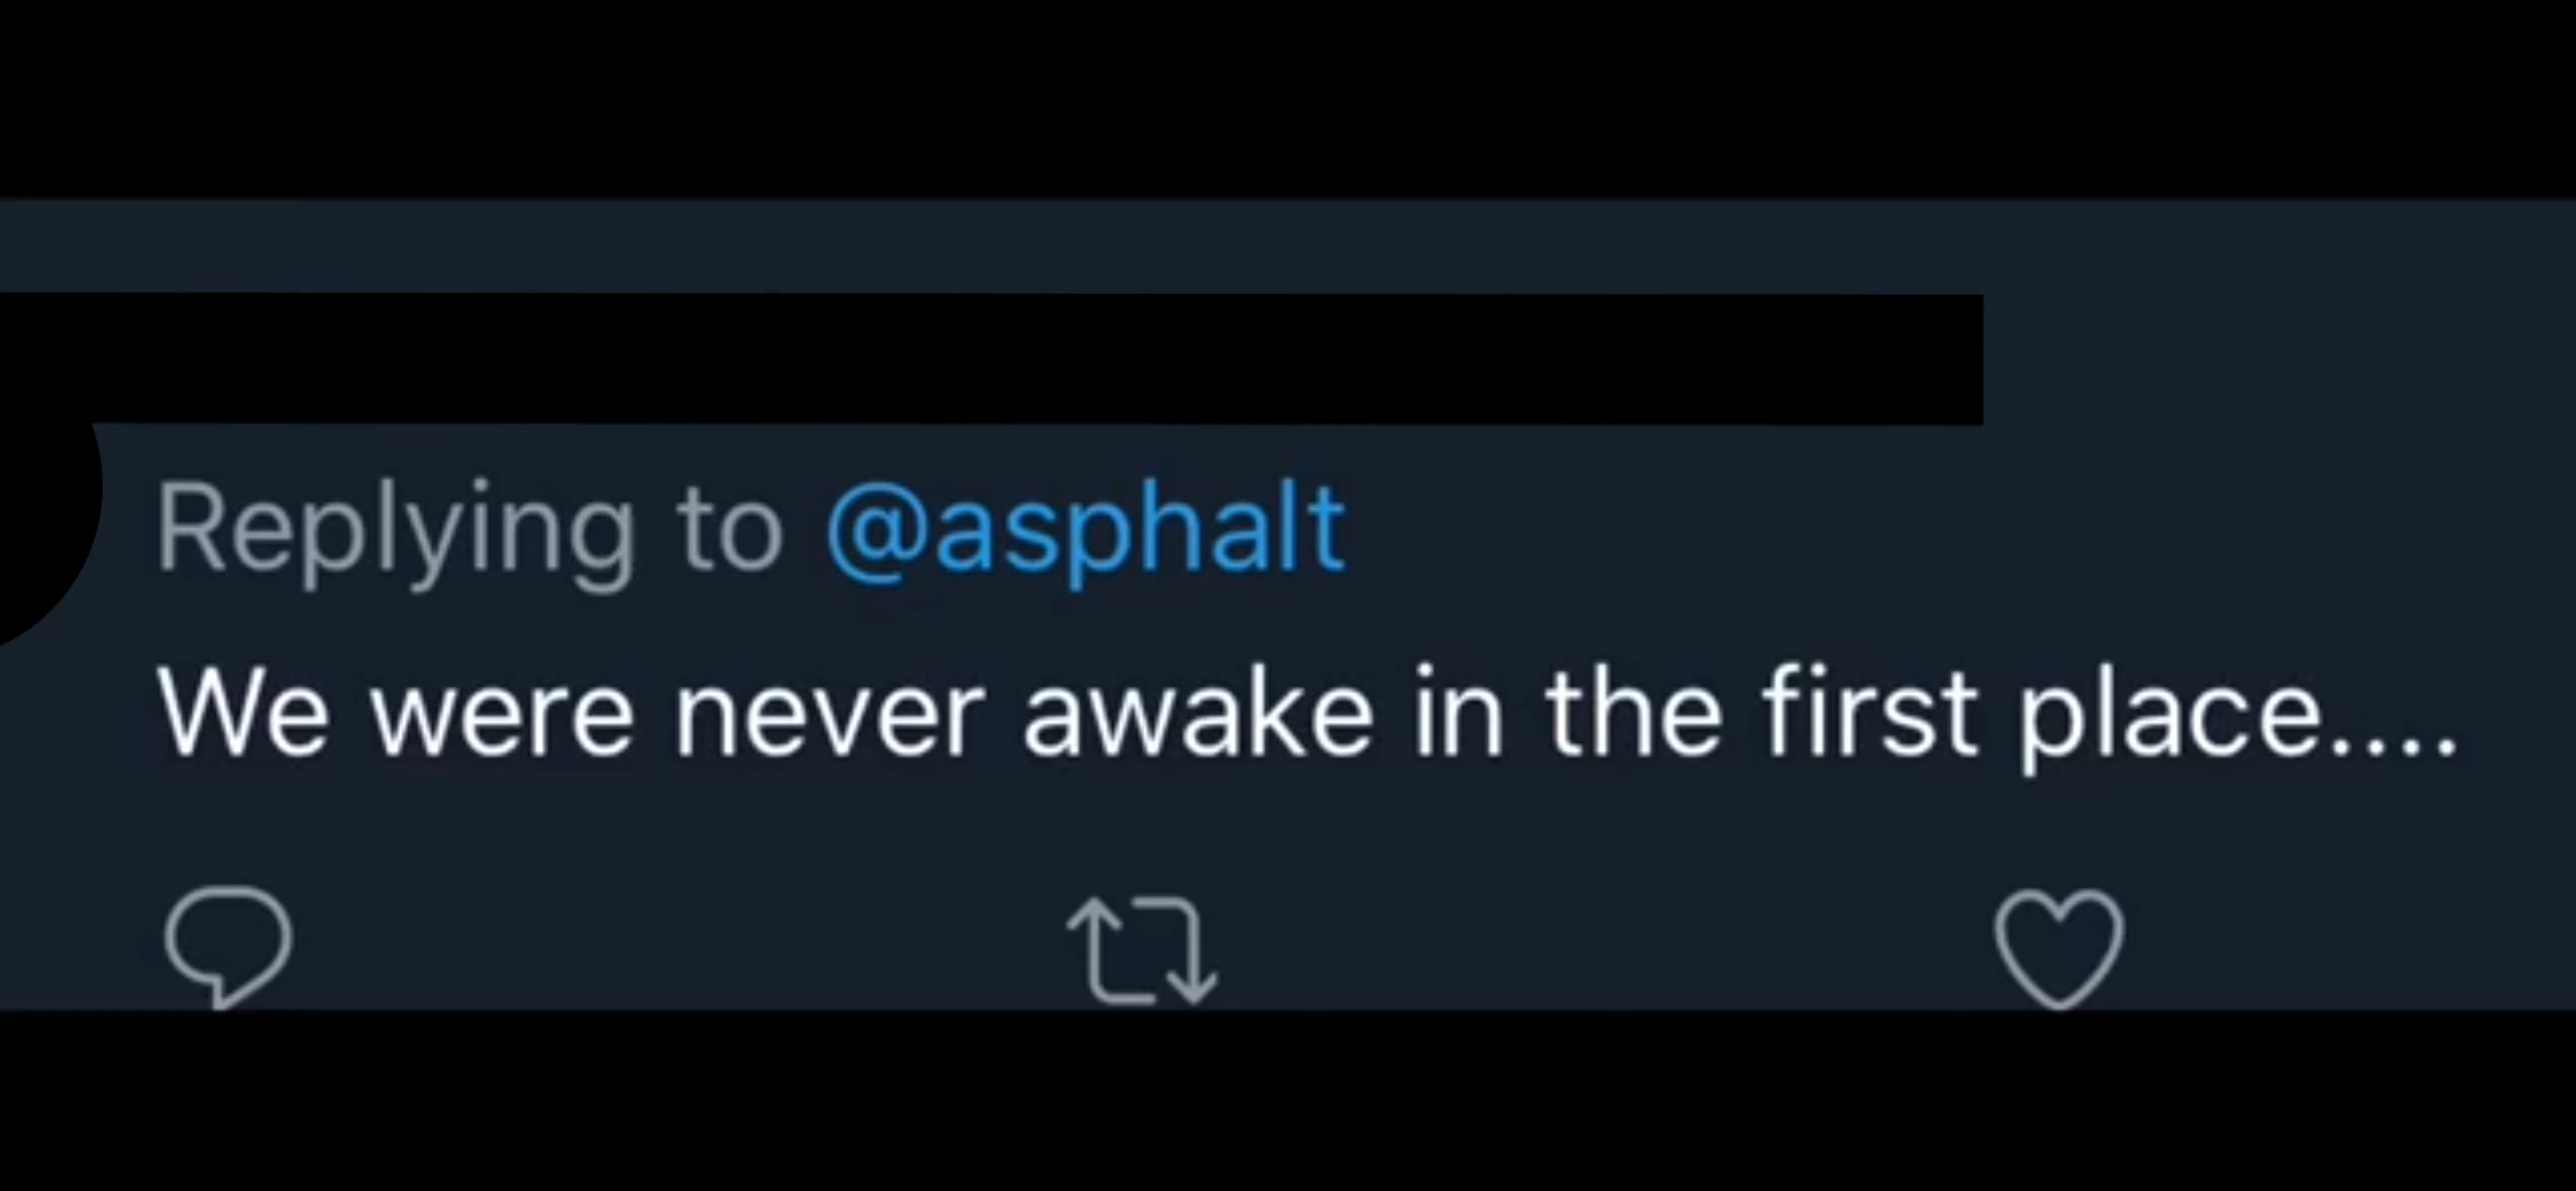 Replying to @asphalt
We were never awake in the first place....